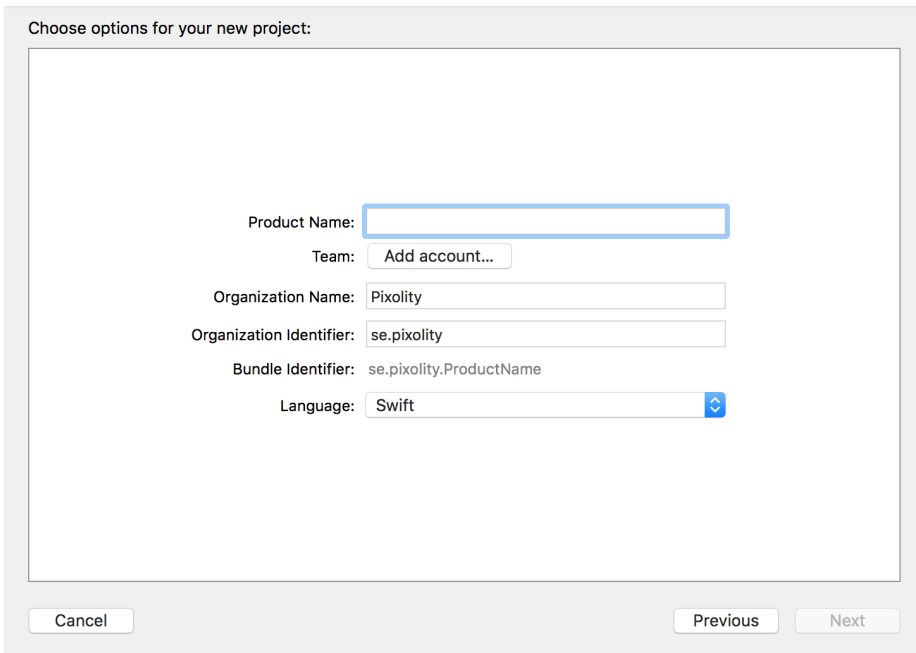 Choose options for your new project:
Product Name:
Team: Add account...
Organization Name: Pixolity
Organization Identifier: se.pixolity
Bundle Identifier: se.pixolity.ProductName
Language: Swift
Cancel Previous Next